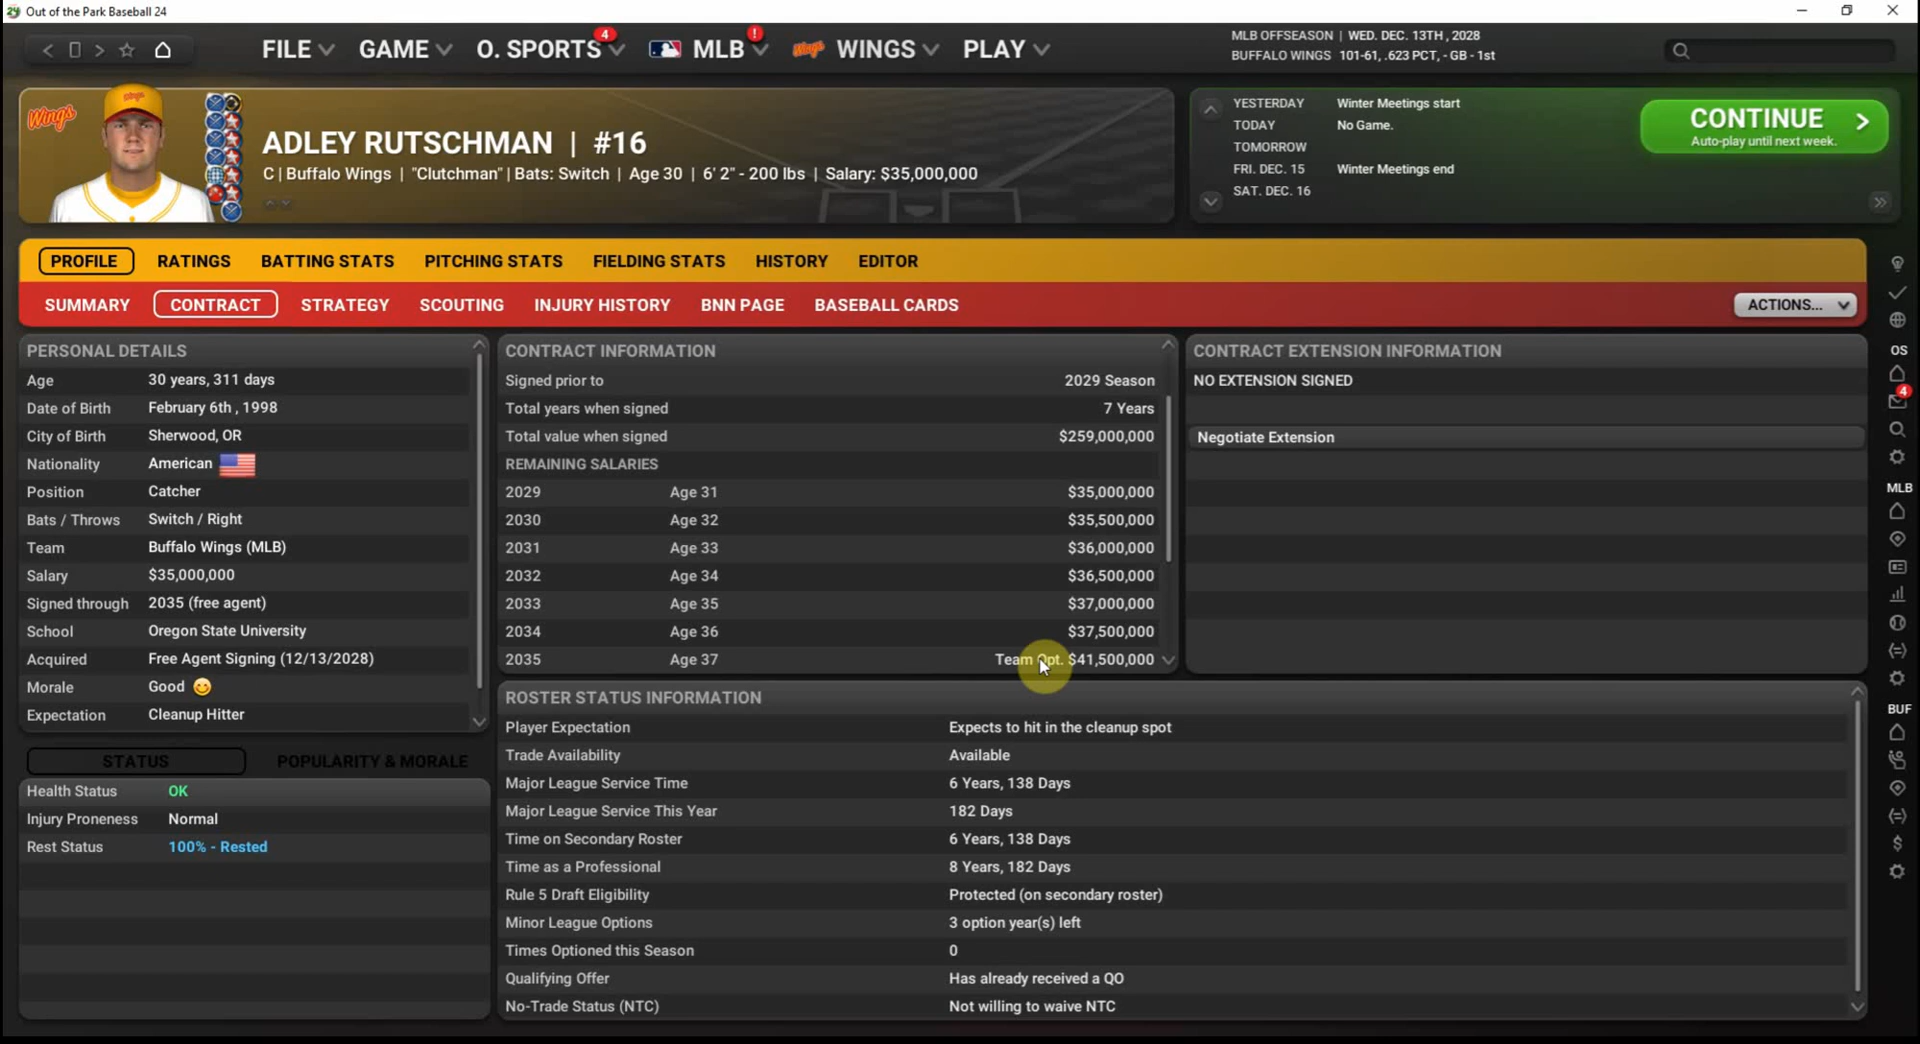 Out of the Park Baseball 24
FILE GAME O. SPORTS 4 MLB ! WINGS PLAY
MLB OFFSEASON | WED. DEC. 13TH , 2028
BUFFALO WINGS 101-61, .623 PCT, - GB - 1st
Wings
ADLEY RUTSCHMAN | #16
C | Buffalo Wings | "Clutchman" | Bats: Switch | Age 30 | 6' 2" - 200 lbs | Salary: $35,000,000
YESTERDAY Winter Meetings start
TODAY No Game.
TOMORROW
FRI. DEC. 15 Winter Meetings end
SAT. DEC. 16
CONTINUE
Auto-play until next week.
PROFILE RATINGS BATTING STATS PITCHING STATS FIELDING STATS HISTORY EDITOR
SUMMARY CONTRACT STRATEGY SCOUTING INJURY HISTORY BNN PAGE BASEBALL CARDS
ACTIONS...
PERSONAL DETAILS
Age 30 years, 311 days
Date of Birth February 6th , 1998
City of Birth Sherwood, OR
Nationality American
Position Catcher
Bats / Throws Switch / Right
Team Buffalo Wings (MLB)
Salary $35,000,000
Signed through 2035 (free agent)
School Oregon State University
Acquired Free Agent Signing (12/13/2028)
Morale Good
Expectation Cleanup Hitter
STATUS POPULARITY & MORALE
Health Status OK
Injury Proneness Normal
Rest Status 100% - Rested
CONTRACT INFORMATION
Signed prior to 2029 Season
Total years when signed 7 Years
Total value when signed $259,000,000
REMAINING SALARIES
2029 Age 31 $35,000,000
2030 Age 32 $35,500,000
2031 Age 33 $36,000,000
2032 Age 34 $36,500,000
2033 Age 35 $37,000,000
2034 Age 36 $37,500,000
2035 Age 37 Team Opt. $41,500,000
CONTRACT EXTENSION INFORMATION
NO EXTENSION SIGNED
Negotiate Extension
ROSTER STATUS INFORMATION
Player Expectation Expects to hit in the cleanup spot
Trade Availability Available
Major League Service Time 6 Years, 138 Days
Major League Service This Year 182 Days
Time on Secondary Roster 6 Years, 138 Days
Time as a Professional 8 Years, 182 Days
Rule 5 Draft Eligibility Protected (on secondary roster)
Minor League Options 3 option year(s) left
Times Optioned this Season 0
Qualifying Offer Has already received a QO
No-Trade Status (NTC) Not willing to waive NTC
OS
4
MLB
BUF